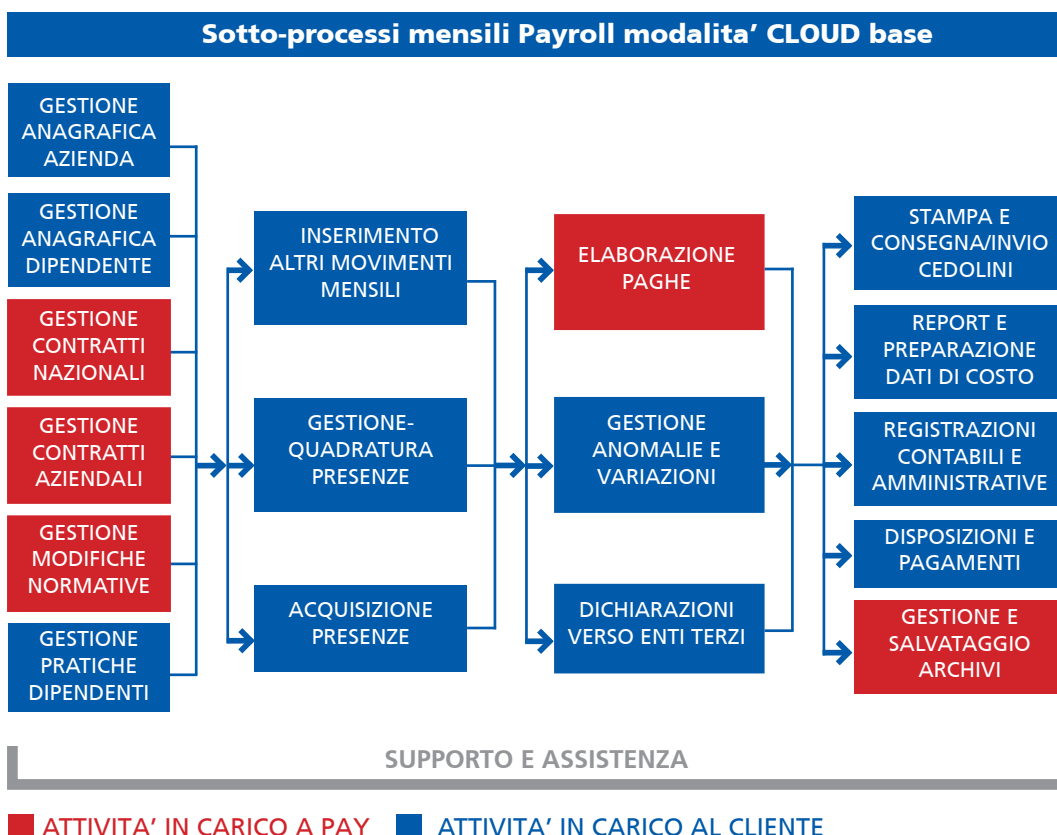 Sotto-processi mensili Payroll modalita’ CLOUD base
GESTIONE
ANAGRAFICA
AZIENDA
GESTIONE
ANAGRAFICA
DIPENDENTE
GESTIONE
CONTRATTI
NAZIONALI
GESTIONE
CONTRATTI
AZIENDALI
GESTIONE
MODIFICHE
NORMATIVE
GESTIONE
PRATICHE
DIPENDENTI
INSERIMENTO
ALTRI MOVIMENTI
MENSILI
GESTIONE-
QUADRATURA
PRESENZE
ACQUISIZIONE
PRESENZE
ELABORAZIONE
PAGHE
GESTIONE
ANOMALIE E
VARIAZIONI
DICHIARAZIONI
VERSO ENTI TERZI
STAMPA E
CONSEGNA/INVIO
CEDOLINI
REPORT E
PREPARAZIONE
DATI DI COSTO
REGISTRAZIONI
CONTABILI E
AMMINISTRATIVE
DISPOSIZIONI E
PAGAMENTI
GESTIONE E
SALVATAGGIO
ARCHIVI
SUPPORTO E ASSISTENZA
ATTIVITA’ IN CARICO A PAY
ATTIVITA’ IN CARICO AL CLIENTE